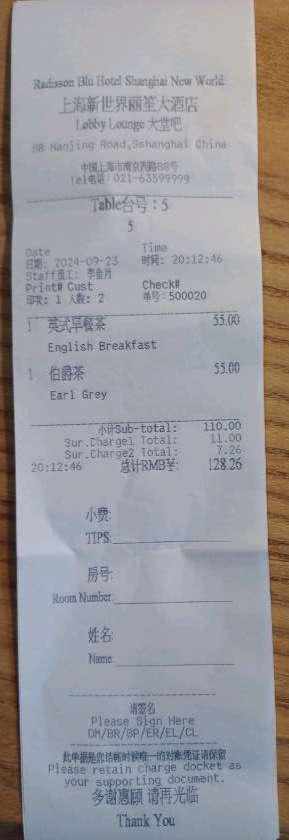 Radisson Blu Hotel Shanghai New World
上海新世界丽笙大酒店
Lobby Lounge 大堂吧
88 Nanjing Road,Sshanghai China
中国上海市南京西路88号
Tel电话:021-63599999
Table台号：5
5
Date Time
日期: 2024-09-23 时间: 20:12:46
Staff员工: 李金月
Print# Cust Check#
印次: 1 人数: 2 单号:500020
1 英式早餐茶 55.00
English Breakfast
1 伯爵茶 55.00
Earl Grey
小计Sub-total: 110.00
Sur.Charge1 Total: 11.00
Sur.Charge2 Total: 7.26
20:12:46 总计RMB¥: 128.26
小费:
TIPS:
房号:
Room Number:
姓名:
Name:
请签名
Please Sign Here
DM/BR/BP/ER/EL/CL
此单据是您结帐时候唯一的对账凭证请保留
Please retain charge docket as
your supporting document.
多谢惠顾 请再光临
Thank You